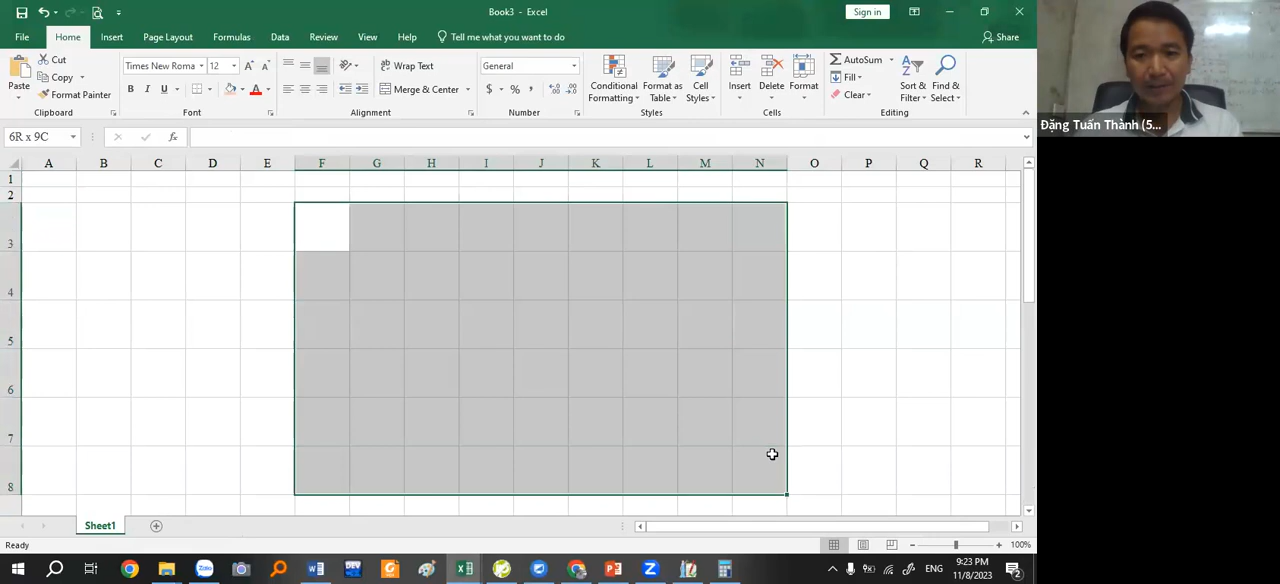 Book3 - Excel
Sign in
File Home Insert Page Layout Formulas Data Review View Help Tell me what you want to do Share
Paste
Cut
Copy
Format Painter
Clipboard
Times New Roma 12
B I U
Font
Wrap Text
Merge & Center
Alignment
General
$ % ,
Number
Conditional Formatting
Format as Table
Cell Styles
Styles
Insert Delete Format
Cells
AutoSum
Fill
Clear
Sort & Filter
Find & Select
Editing
6R x 9C fx
A B C D E F G H I J K L M N O P Q R
1
2
3
4
5
6
7
8
Sheet1
Ready 100%
ENG 9:23 PM
11/8/2023
Đặng Tuấn Thành (5...